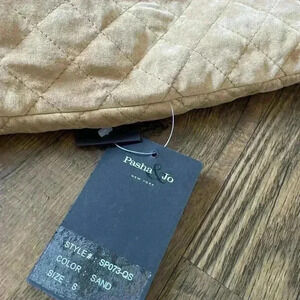 Pasha & Jo
NEW YORK
STYLE#: SP073-QS
COLOR: SAND
SIZE: S